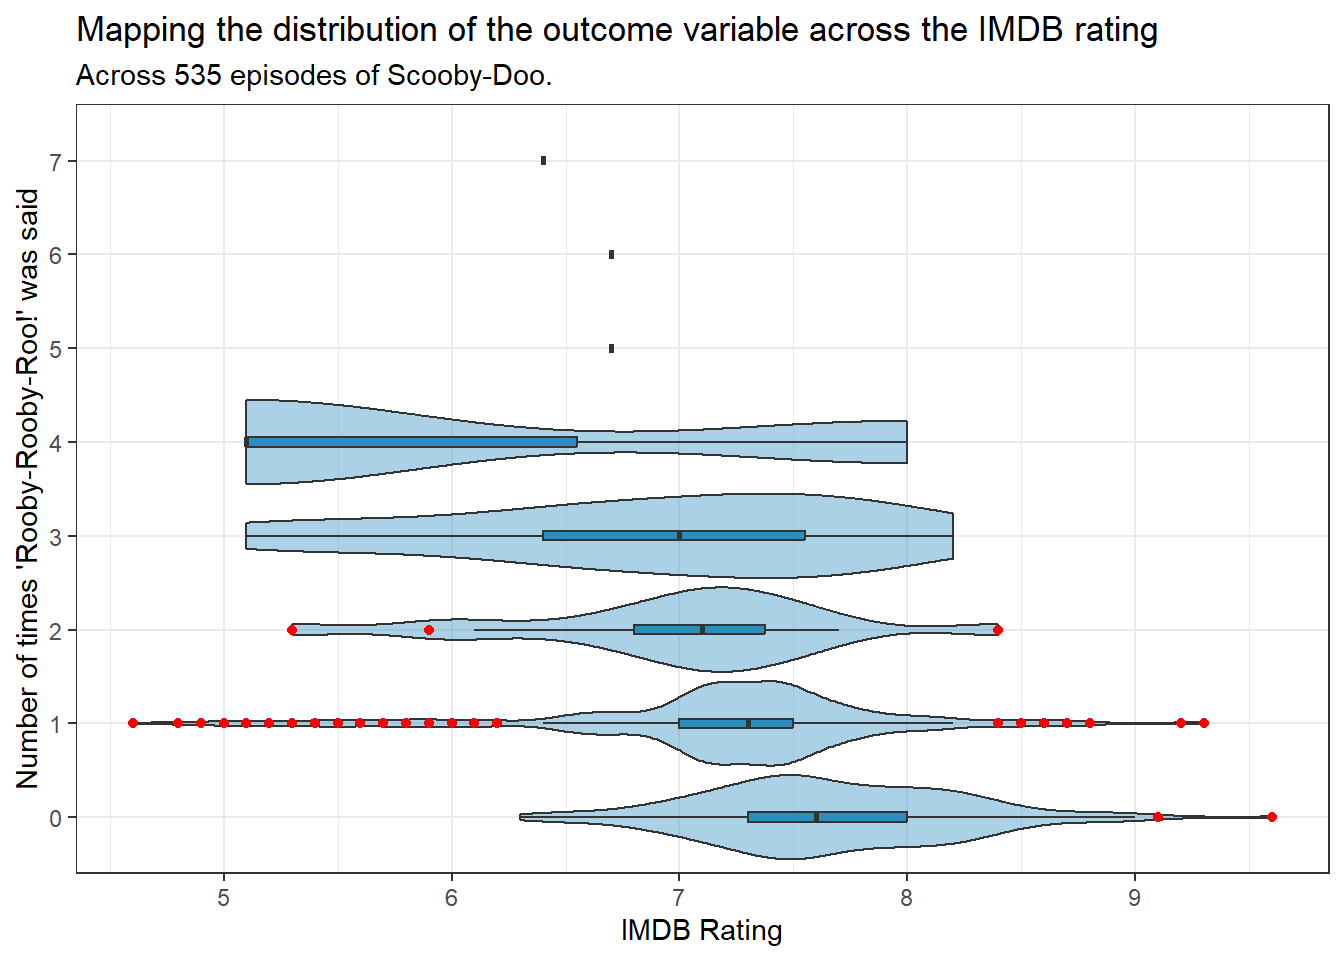 Mapping the distribution of the outcome variable across the IMDB rating
Across 535 episodes of Scooby-Doo.
Number of times 'Rooby-Rooby-Roo!' was said
7
6
5
4
3
2
1
0
5 6 7 8 9
IMDB Rating